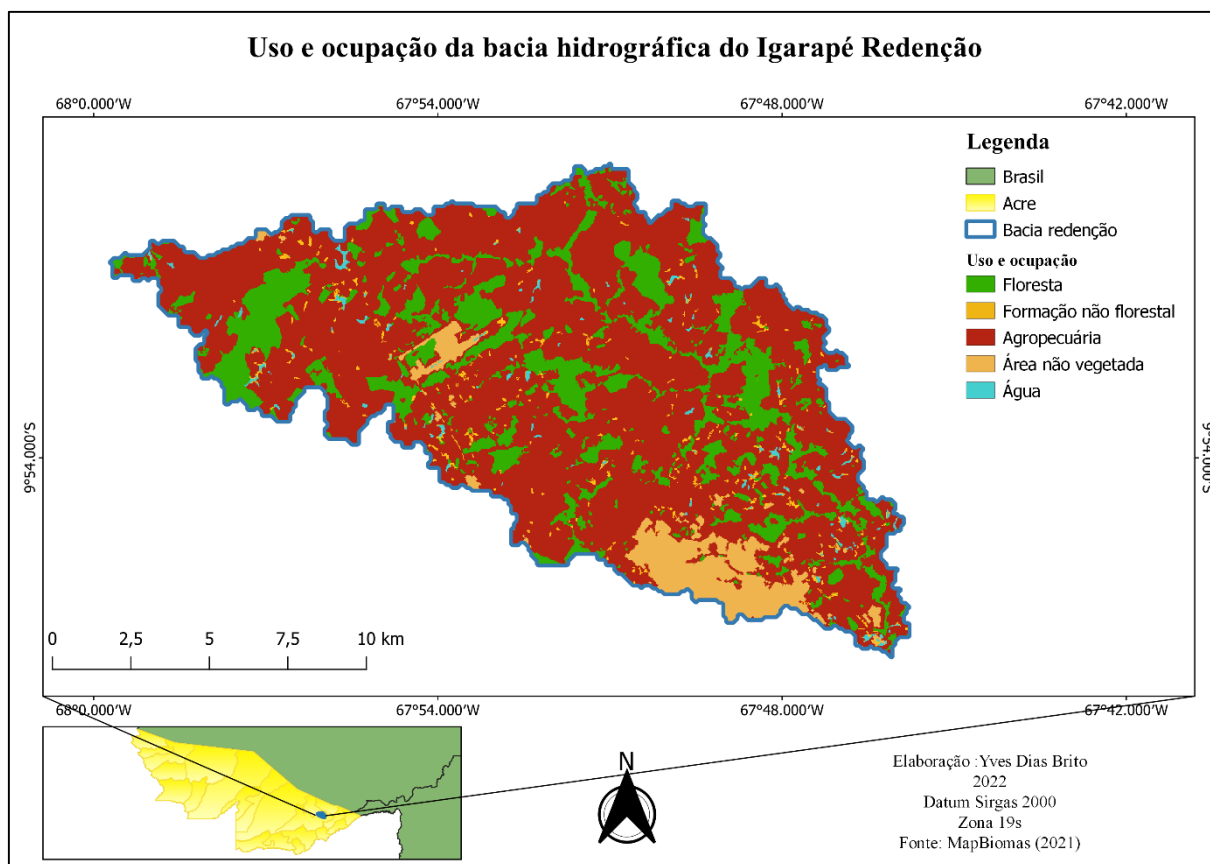 Uso e ocupação da bacia hidrográfica do Igarapé Redenção
68°0.000′W 67°54.000′W 67°48.000′W 67°42.000′W
Legenda
Brasil
Acre
Bacia redenção
Uso e ocupação
Floresta
Formação não florestal
Agropecuária
Área não vegetada
Água
9°54.000′S
9°54.000′S
0 2,5 5 7,5 10 km
68°0.000′W 67°54.000′W 67°48.000′W 67°42.000′W
N
Elaboração :Yves Dias Brito
2022
Datum Sirgas 2000
Zona 19s
Fonte: MapBiomas (2021)